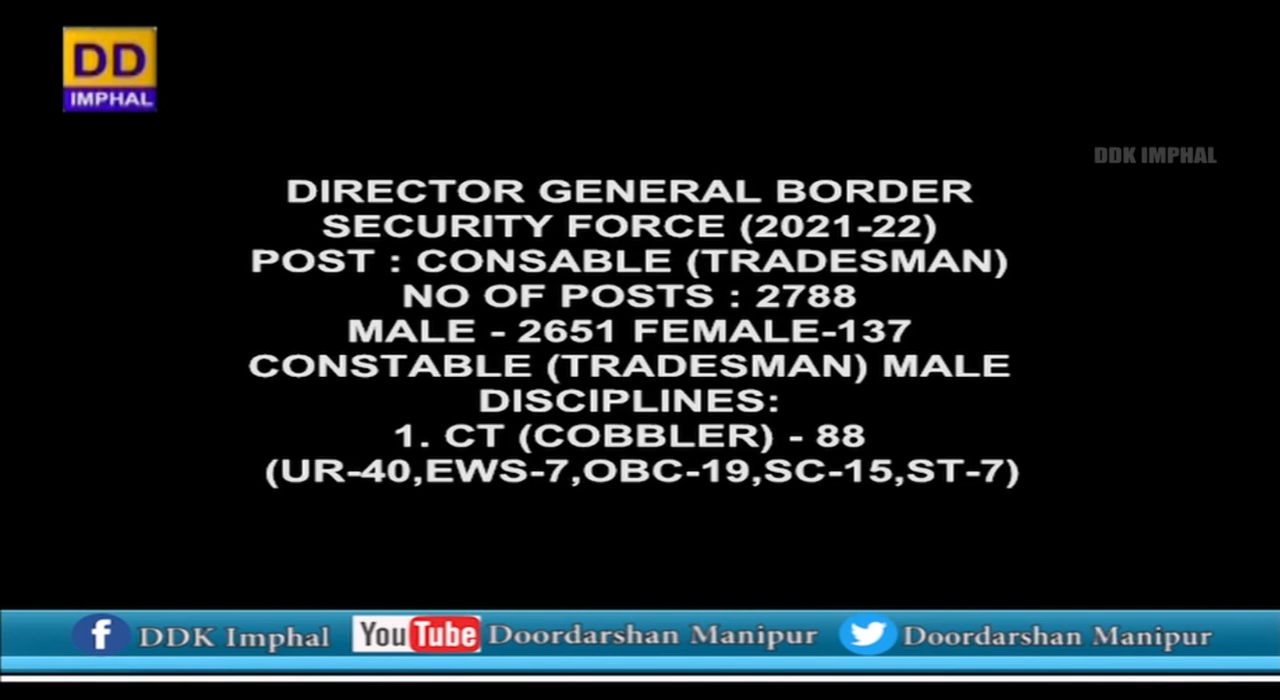 DD
IMPHAL
DDK IMPHAL
DIRECTOR GENERAL BORDER
SECURITY FORCE (2021-22)
POST : CONSABLE (TRADESMAN)
NO OF POSTS : 2788
MALE - 2651 FEMALE-137
CONSTABLE (TRADESMAN) MALE
DISCIPLINES:
1. CT (COBBLER) - 88
(UR-40,EWS-7,OBC-19,SC-15,ST-7)
f DDK Imphal YouTube Doordarshan Manipur Doordarshan Manipur